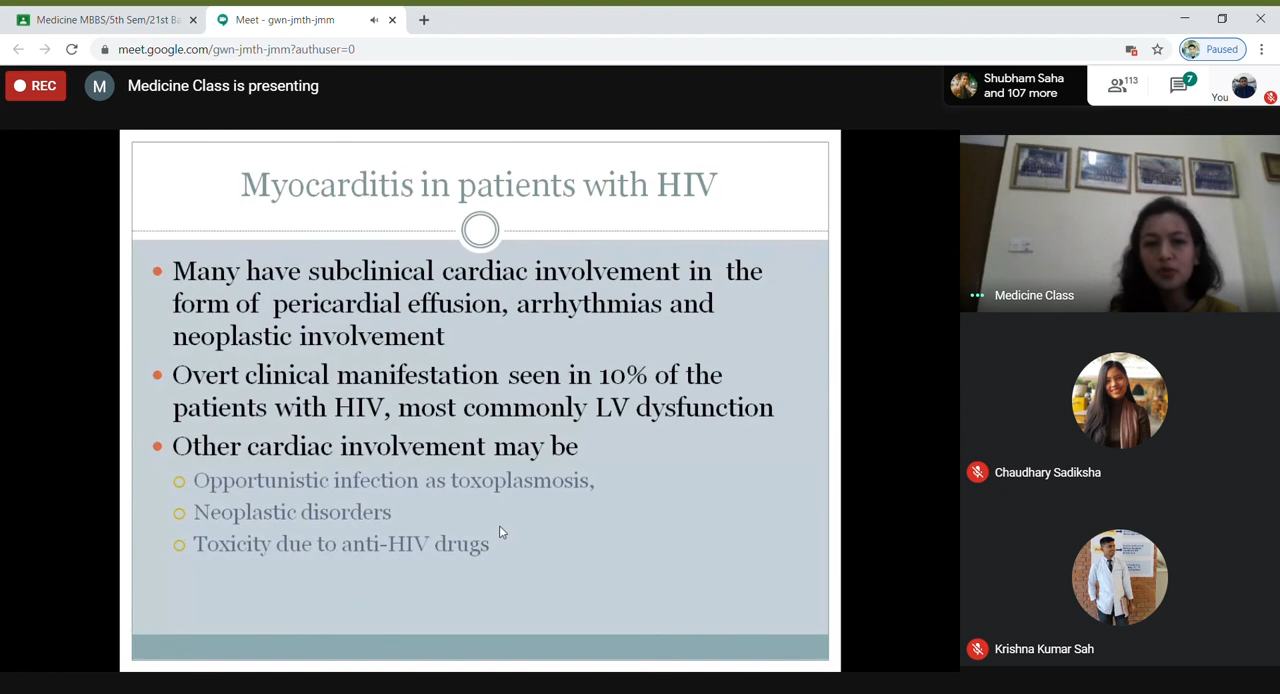 Medicine MBBS/5th Sem/21st Ba
Meet - gwn-jmth-jmm
meet.google.com/gwn-jmth-jmm?authuser=0
Paused
REC
M
Medicine Class is presenting
Shubham Saha
and 107 more
113
7
You
Myocarditis in patients with HIV
Many have subclinical cardiac involvement in the
form of pericardial effusion, arrhythmias and
neoplastic involvement
Overt clinical manifestation seen in 10% of the
patients with HIV, most commonly LV dysfunction
Other cardiac involvement may be
Opportunistic infection as toxoplasmosis,
Neoplastic disorders
Toxicity due to anti-HIV drugs
Medicine Class
Chaudhary Sadiksha
Krishna Kumar Sah